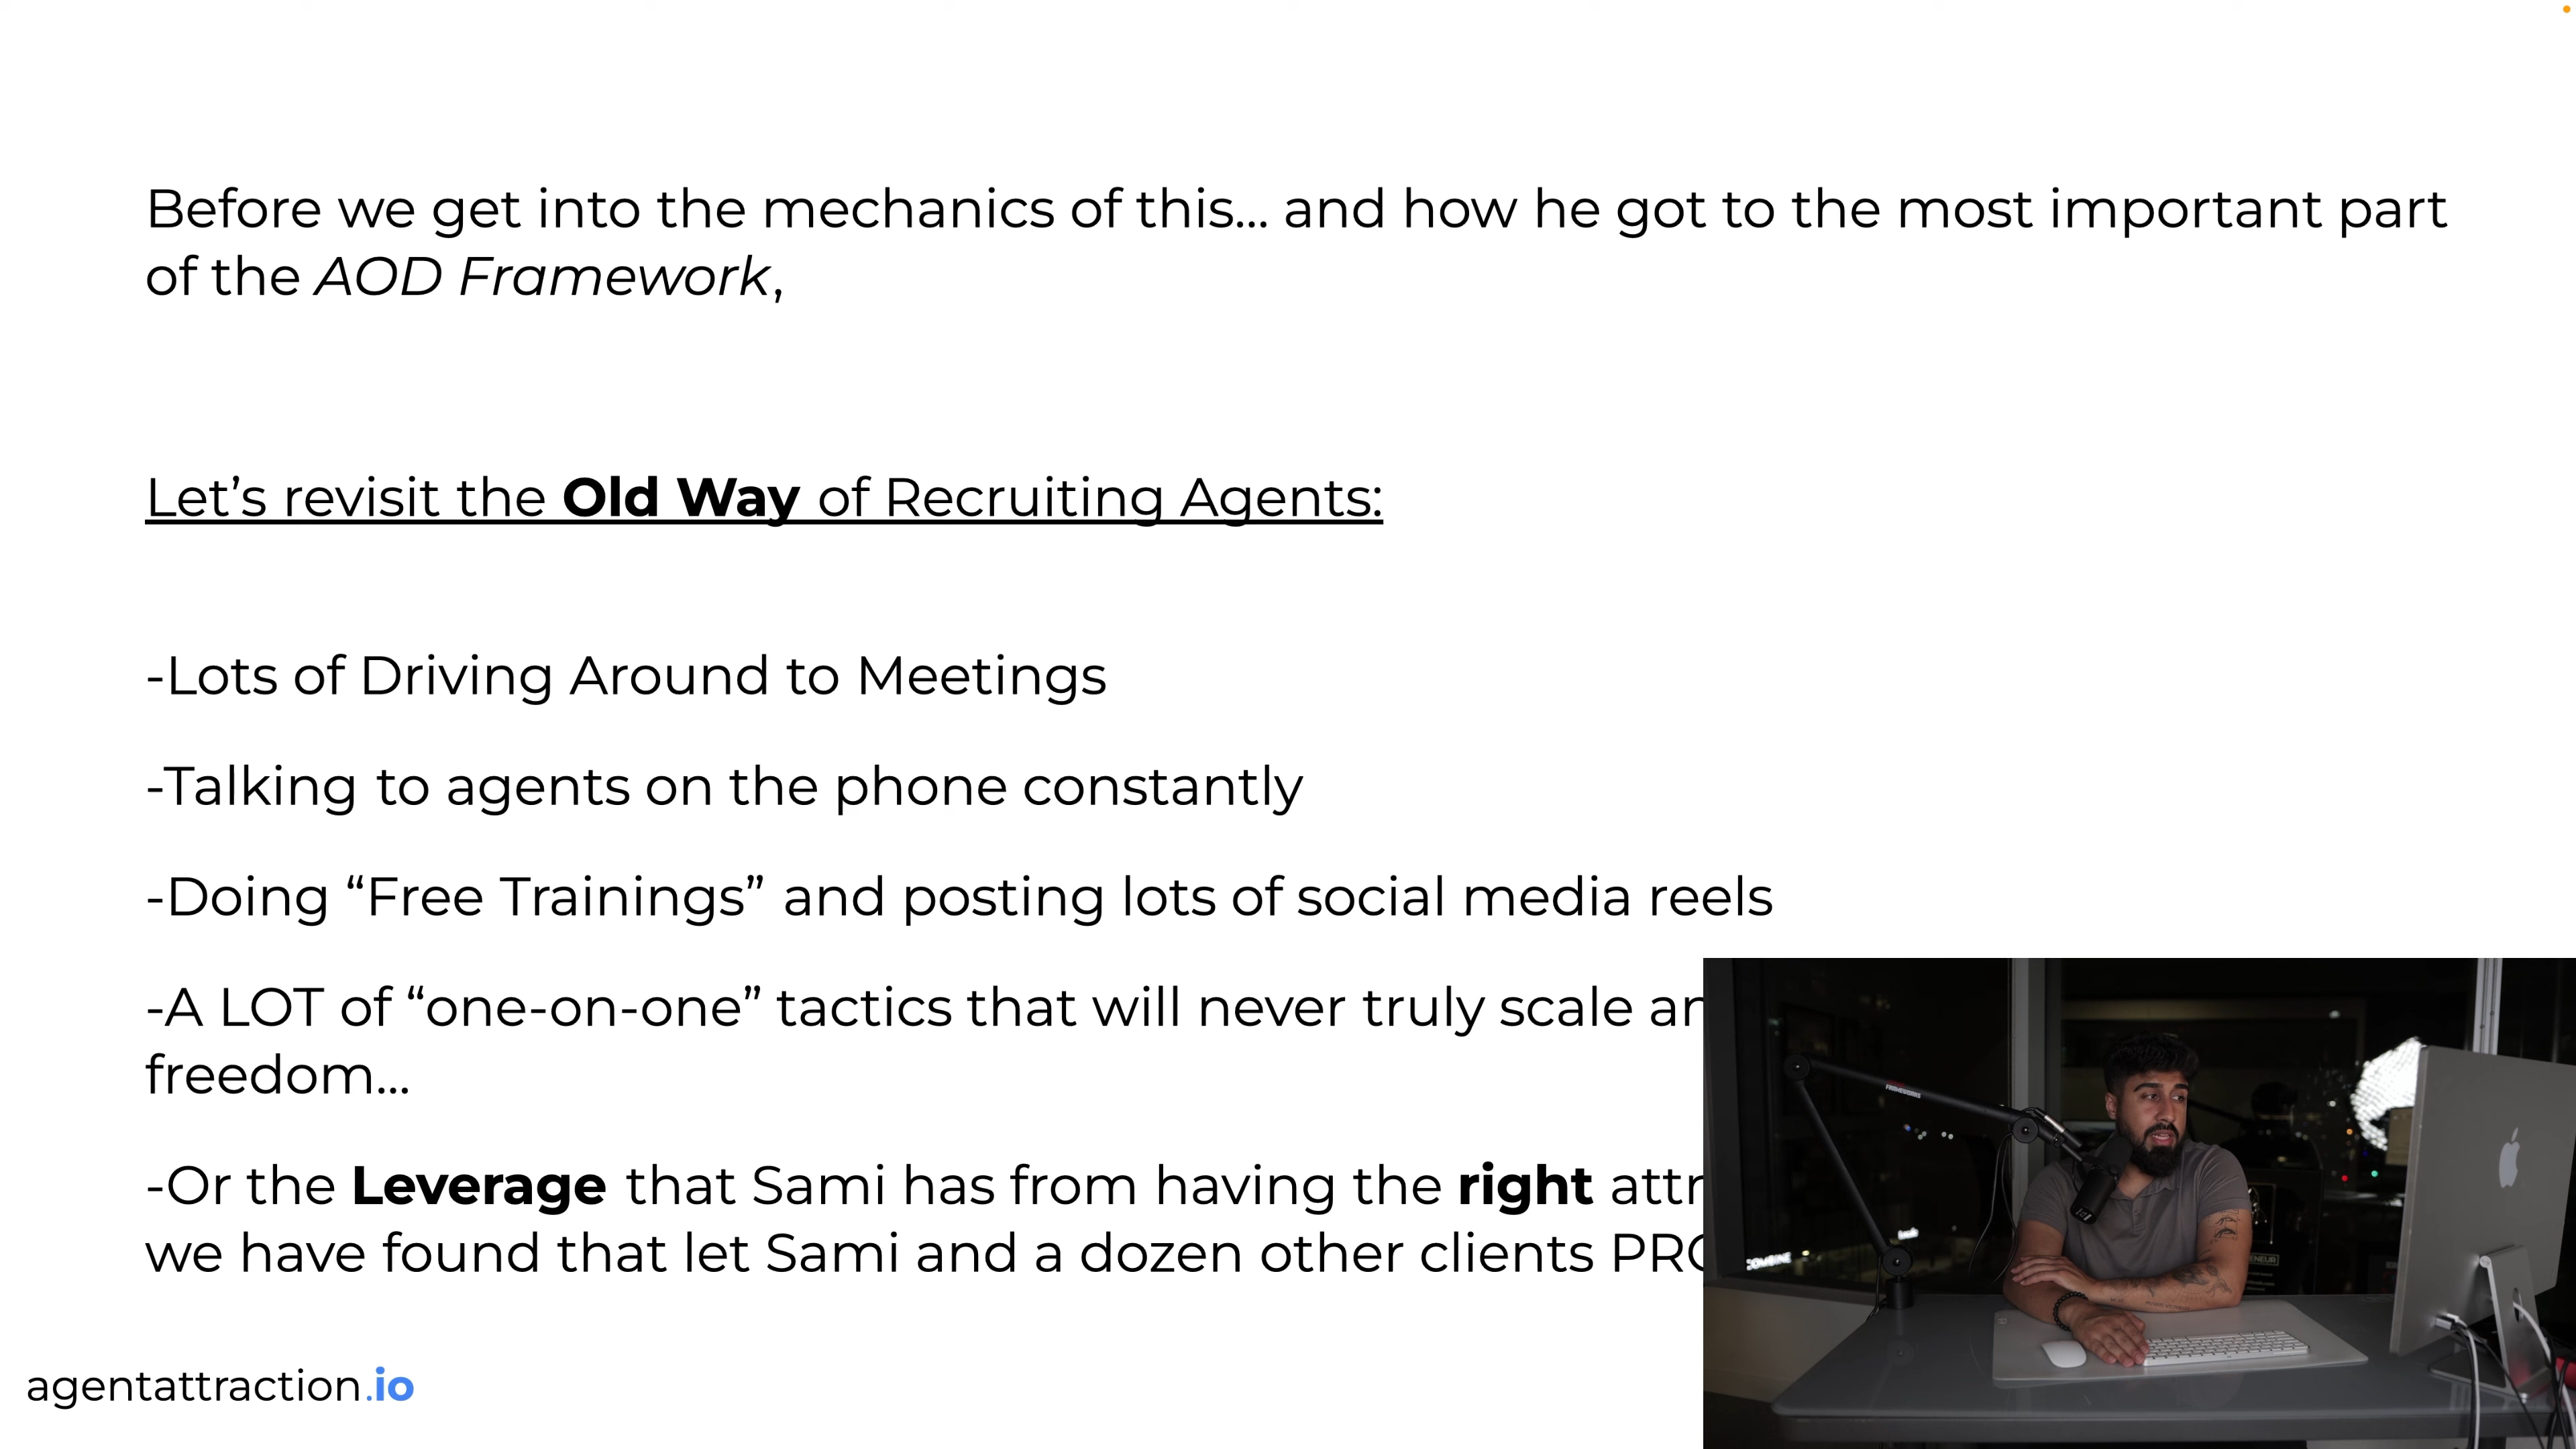 Before we get into the mechanics of this... and how he got to the most important part
of the AOD Framework,
Let’s revisit the Old Way of Recruiting Agents:
-Lots of Driving Around to Meetings
-Talking to agents on the phone constantly
-Doing “Free Trainings” and posting lots of social media reels
-A LOT of “one-on-one” tactics that will never truly scale
freedom...
-Or the Leverage that Sami has from having the right
we have found that let Sami and a dozen other clients
agentattraction.io